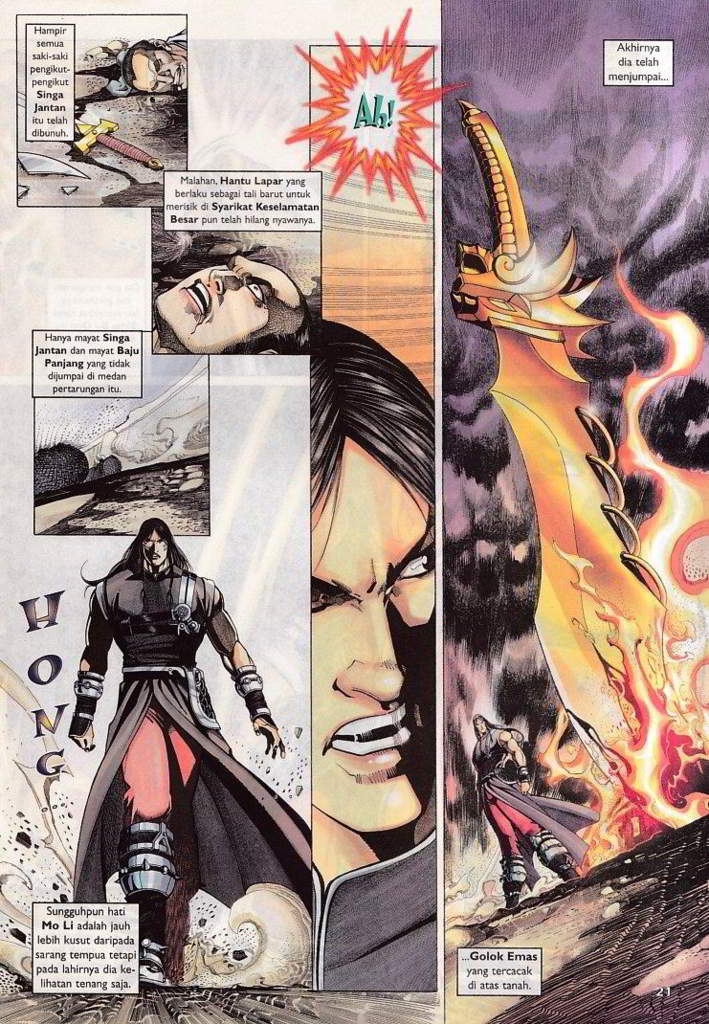 Hampir
semua
saki-saki
pengikut-
pengikut
Singa
Jantan
itu telah
dibunuh.
Malahan, Hantu Lapar yang
berlaku sebagai tali barut untuk
merisik di Syarikat Keselamatan
Besar pun telah hilang nyawanya.
Hanya mayat Singa
Jantan dan mayat Baju
Panjang yang tidak
dijumpai di medan
pertarungan itu.
HONG
Sungguhpun hati
Mo Li adalah jauh
lebih kusut daripada
sarang tempua tetapi
pada lahirnya dia ke-
lihatan tenang saja.
Ah!
Akhirnya
dia telah
menjumpai...
...Golok Emas
yang tercacak
di atas tanah.
21